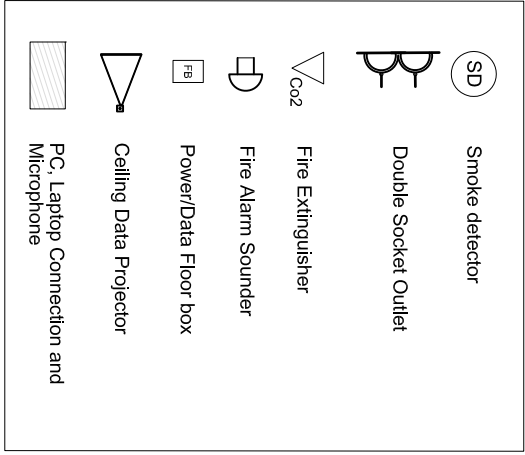 SD
Smoke detector
Double Socket Outlet
Co2
Fire Extinguisher
Fire Alarm Sounder
FB
Power/Data Floor box
Ceiling Data Projector
PC, Laptop Connection and
Microphone